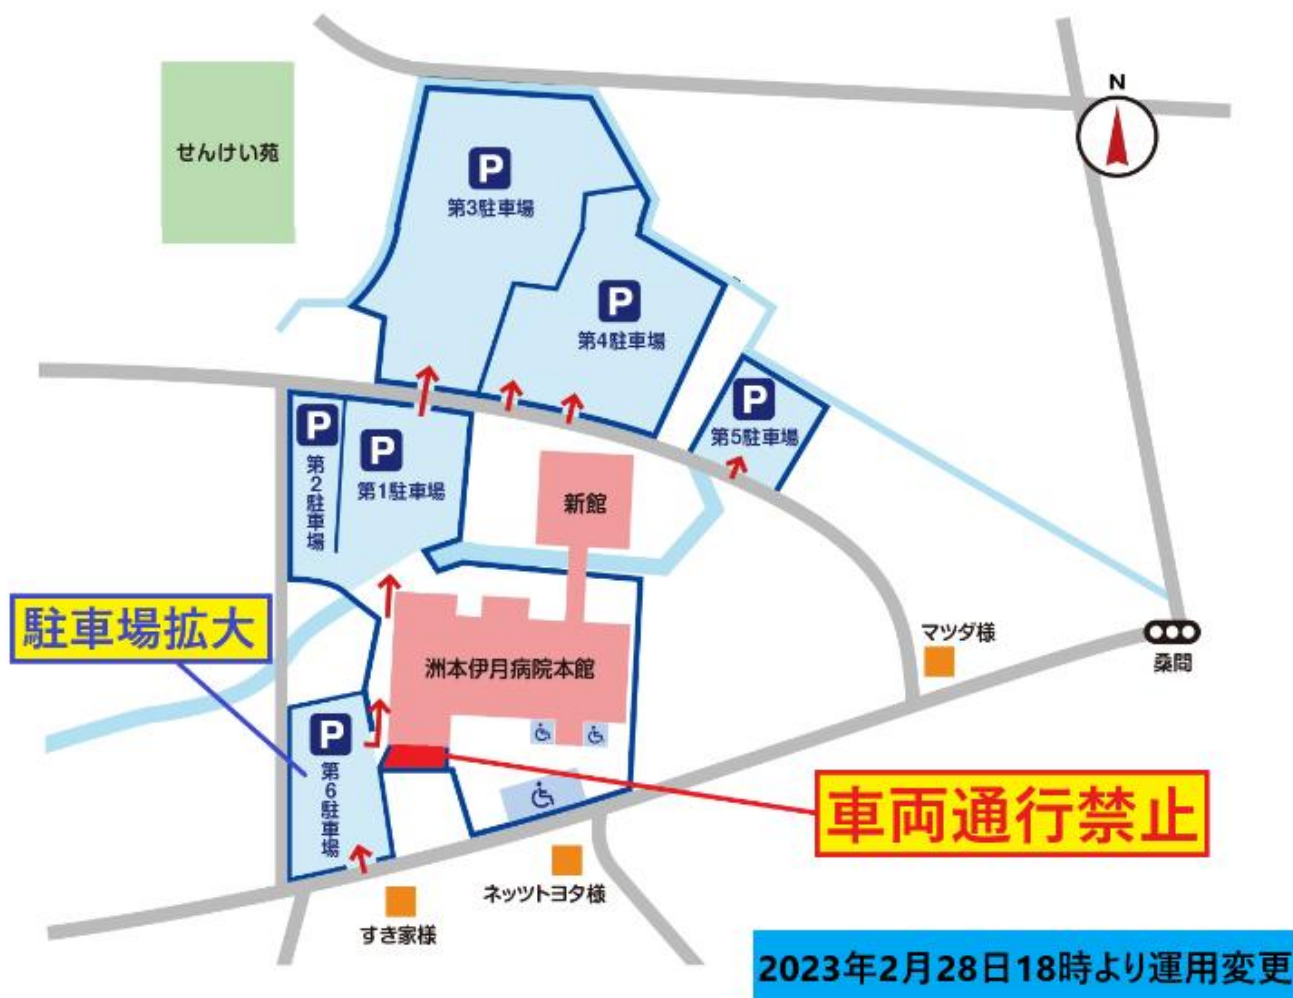 N
せんけい苑
P
第3駐車場
P
第4駐車場
P
第5駐車場
P
第2駐車場
P
第1駐車場
新館
駐車場拡大
洲本伊月病院本館
マツダ様
桑間
P
第6駐車場
車両通行禁止
ネッツトヨタ様
すき家様
2023年2月28日18時より運用変更